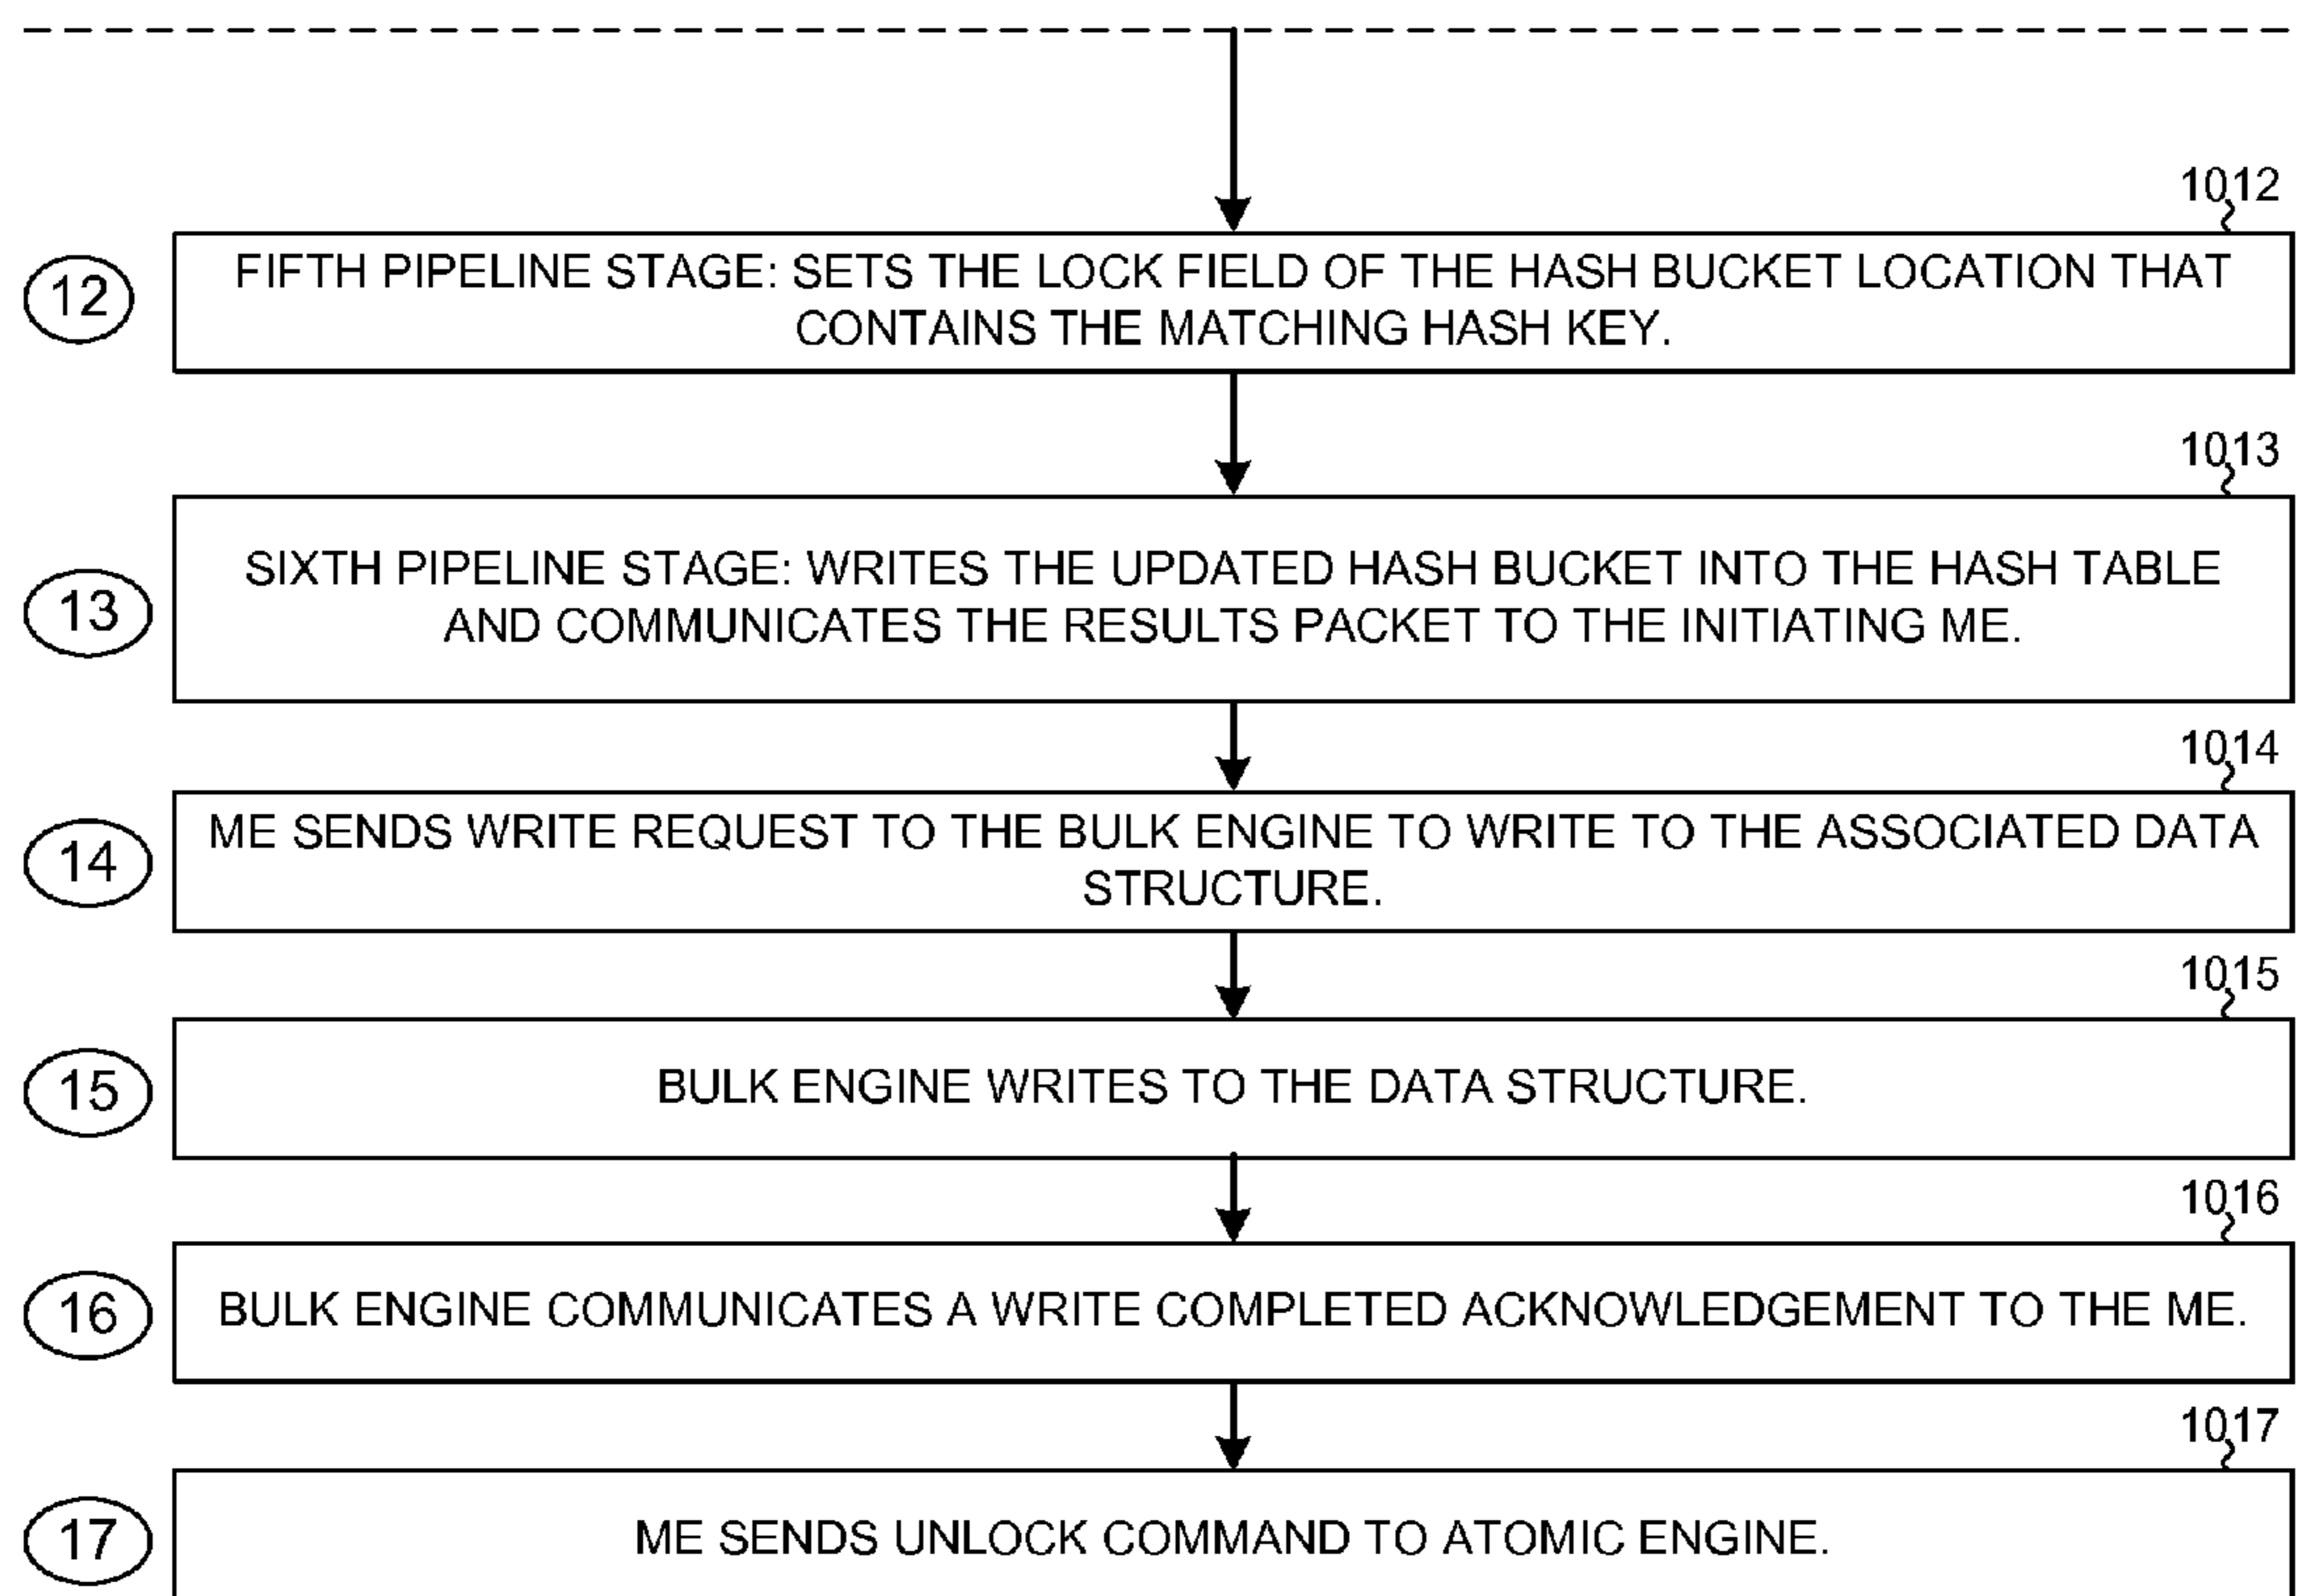 1012
12
FIFTH PIPELINE STAGE: SETS THE LOCK FIELD OF THE HASH BUCKET LOCATION THAT
CONTAINS THE MATCHING HASH KEY.
1013
13
SIXTH PIPELINE STAGE: WRITES THE UPDATED HASH BUCKET INTO THE HASH TABLE
AND COMMUNICATES THE RESULTS PACKET TO THE INITIATING ME.
1014
14
ME SENDS WRITE REQUEST TO THE BULK ENGINE TO WRITE TO THE ASSOCIATED DATA
STRUCTURE.
1015
15
BULK ENGINE WRITES TO THE DATA STRUCTURE.
1016
16
BULK ENGINE COMMUNICATES A WRITE COMPLETED ACKNOWLEDGEMENT TO THE ME.
1017
17
ME SENDS UNLOCK COMMAND TO ATOMIC ENGINE.